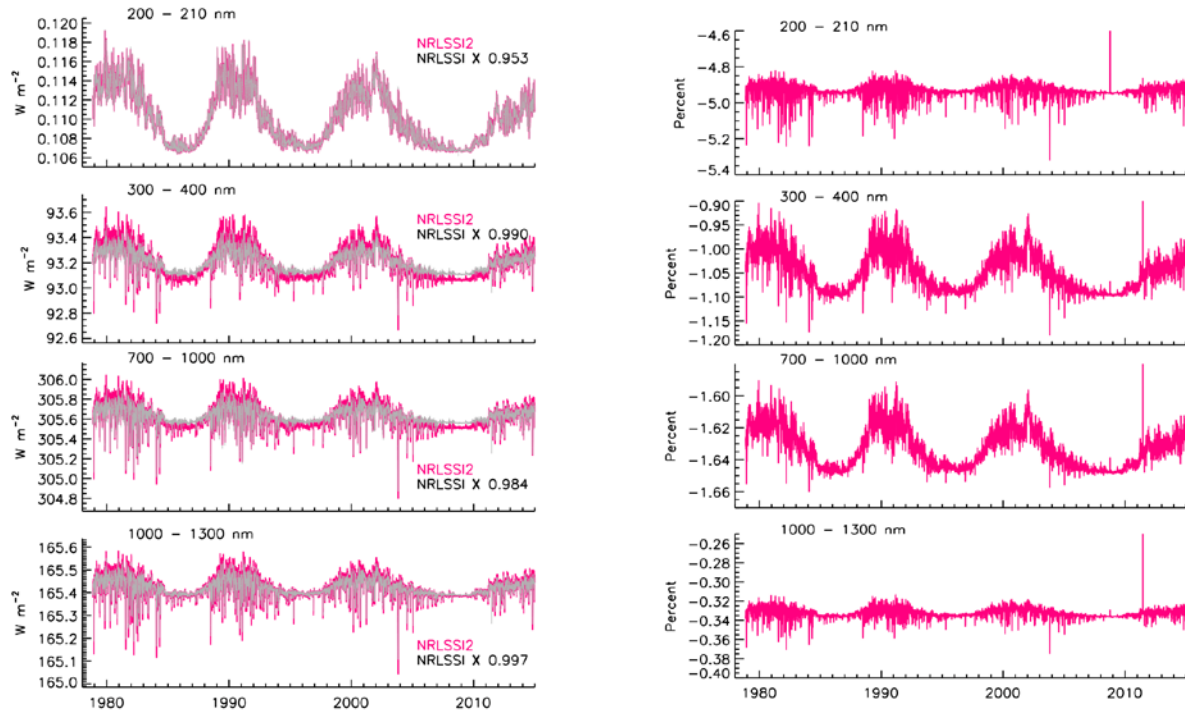 200 - 210 nm
0.120
0.118
0.116
0.114
0.112
0.110
0.108
0.106
W m-2
NRLSSI2
NRLSSI X 0.953
300 - 400 nm
93.6
93.4
93.2
93.0
92.8
92.6
W m-2
NRLSSI2
NRLSSI X 0.990
700 - 1000 nm
306.0
305.8
305.6
305.4
305.2
305.0
304.8
W m-2
NRLSSI2
NRLSSI X 0.984
1000 - 1300 nm
165.6
165.5
165.4
165.3
165.2
165.1
165.0
W m-2
NRLSSI2
NRLSSI X 0.997
1980 1990 2000 2010
200 - 210 nm
-4.6
-4.8
-5.0
-5.2
-5.4
Percent
300 - 400 nm
-0.90
-0.95
-1.00
-1.05
-1.10
-1.15
-1.20
Percent
700 - 1000 nm
-1.60
-1.62
-1.64
-1.66
Percent
1000 - 1300 nm
-0.26
-0.28
-0.30
-0.32
-0.34
-0.36
-0.38
-0.40
Percent
1980 1990 2000 2010